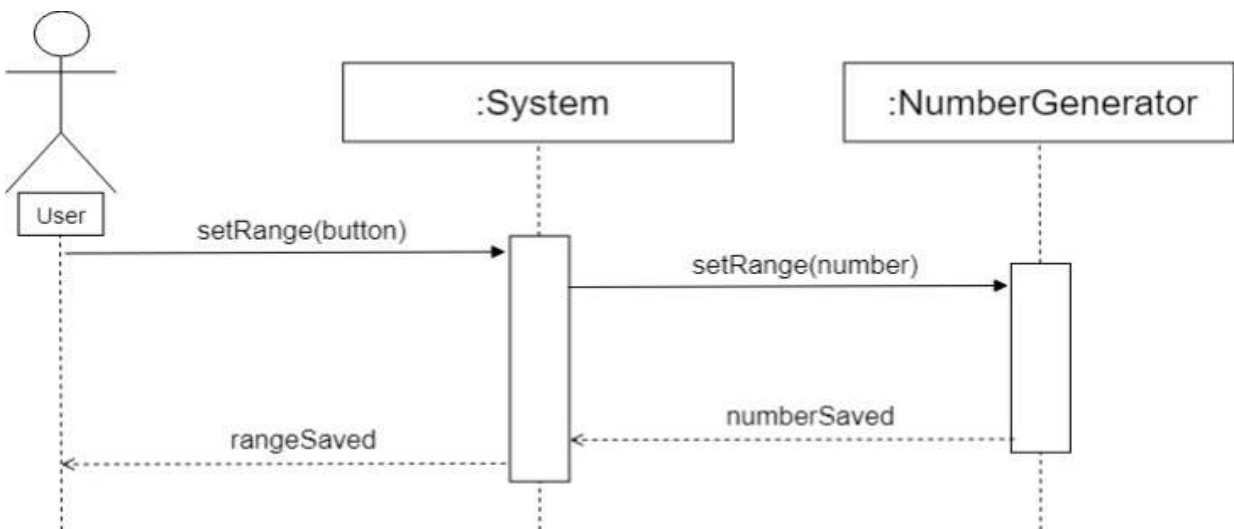 :System
:NumberGenerator
User
setRange(button)
setRange(number)
numberSaved
rangeSaved